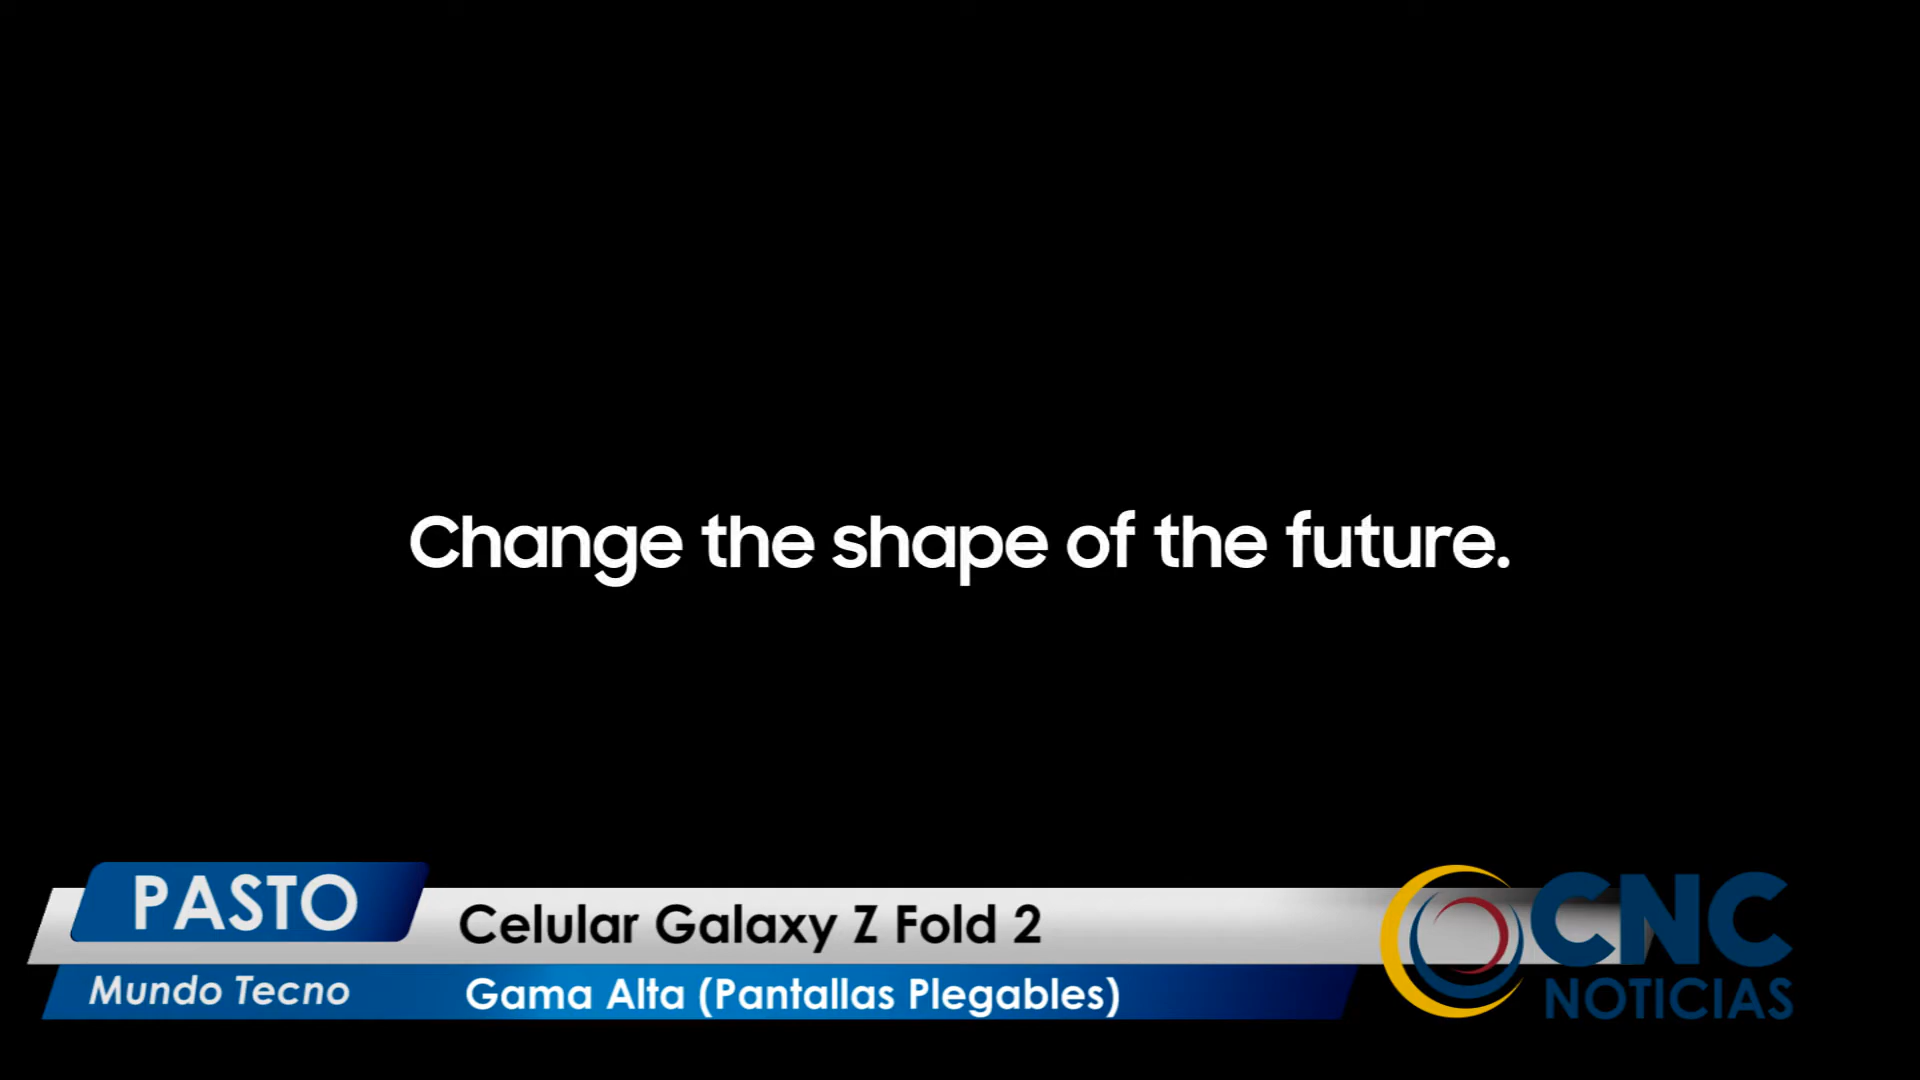 Change the shape of the future.
PASTO
Celular Galaxy Z Fold 2
Mundo Tecno
Gama Alta (Pantallas Plegables)
CNC
NOTICIAS